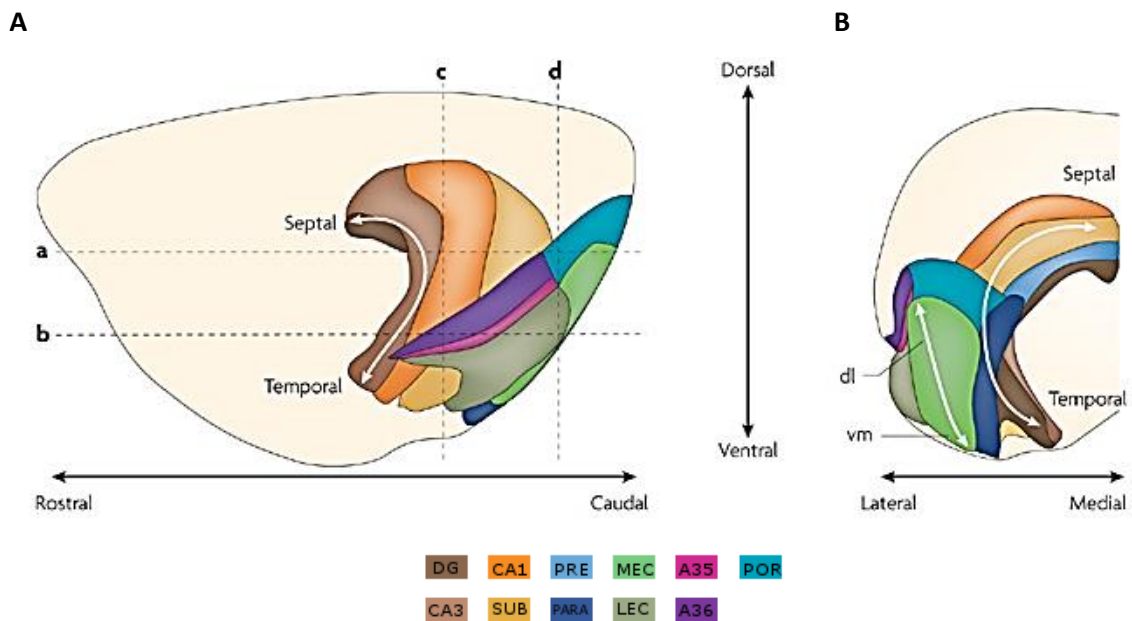 A
B
c d
Dorsal
Septal
Septal
a
b
dl
Temporal
Temporal
vm
Ventral
Rostral Caudal
Lateral Medial
DG CA1 PRE MEC A35 POR
CA3 SUB PARA LEC A36